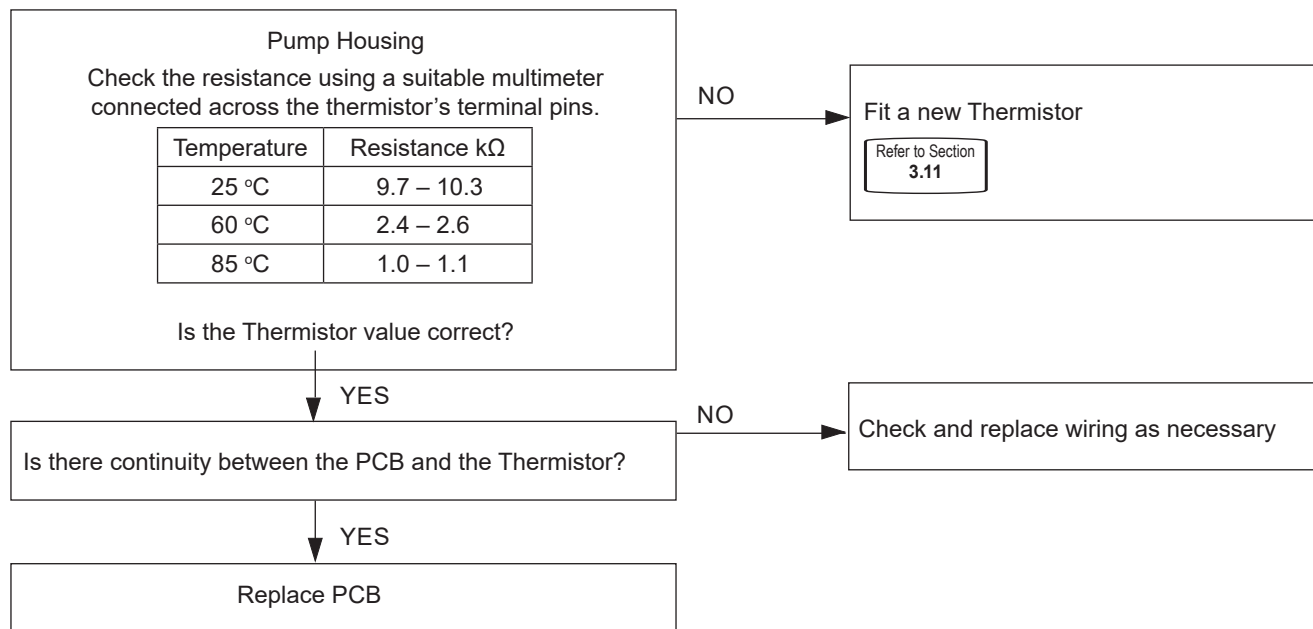 Pump Housing
Check the resistance using a suitable multimeter
connected across the thermistor's terminal pins.
Temperature Resistance kΩ
25 °C 9.7 – 10.3
60 °C 2.4 – 2.6
85 °C 1.0 – 1.1
Is the Thermistor value correct?
NO
Fit a new Thermistor
Refer to Section
3.11
YES
Is there continuity between the PCB and the Thermistor?
NO
Check and replace wiring as necessary
YES
Replace PCB